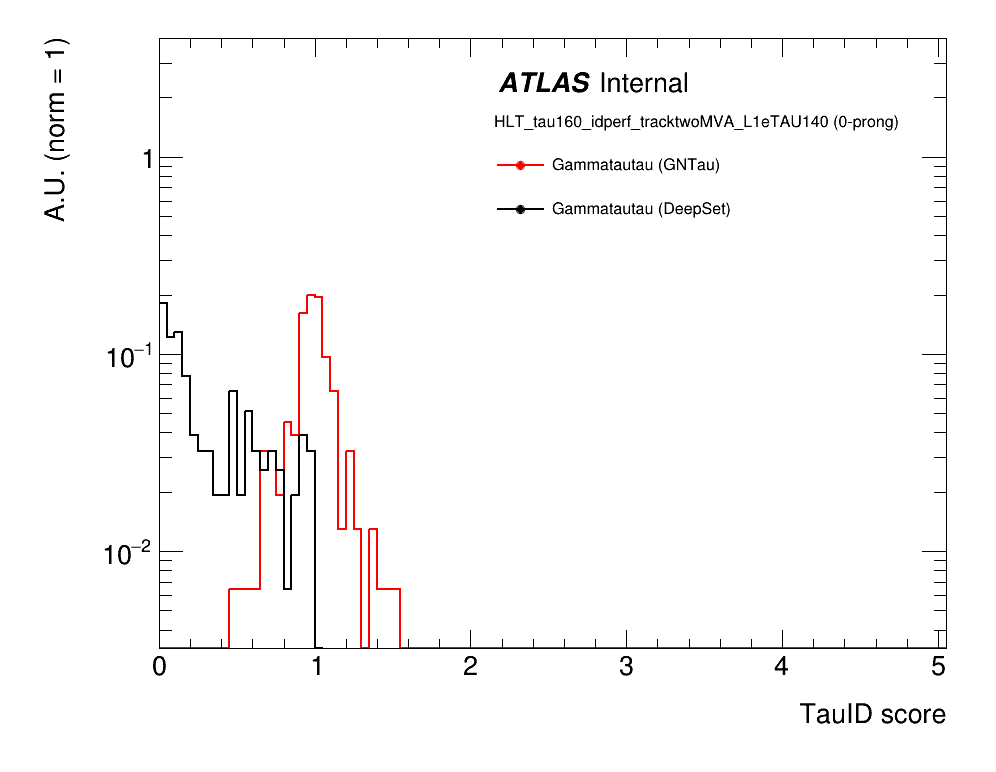 A.U. (norm = 1)
ATLAS Internal
HLT_tau160_idperf_tracktwoMVA_L1eTAU140 (0-prong)
Gammatautau (GNTau)
Gammatautau (DeepSet)
1
10⁻¹
10⁻²
0 1 2 3 4 5
TauID score